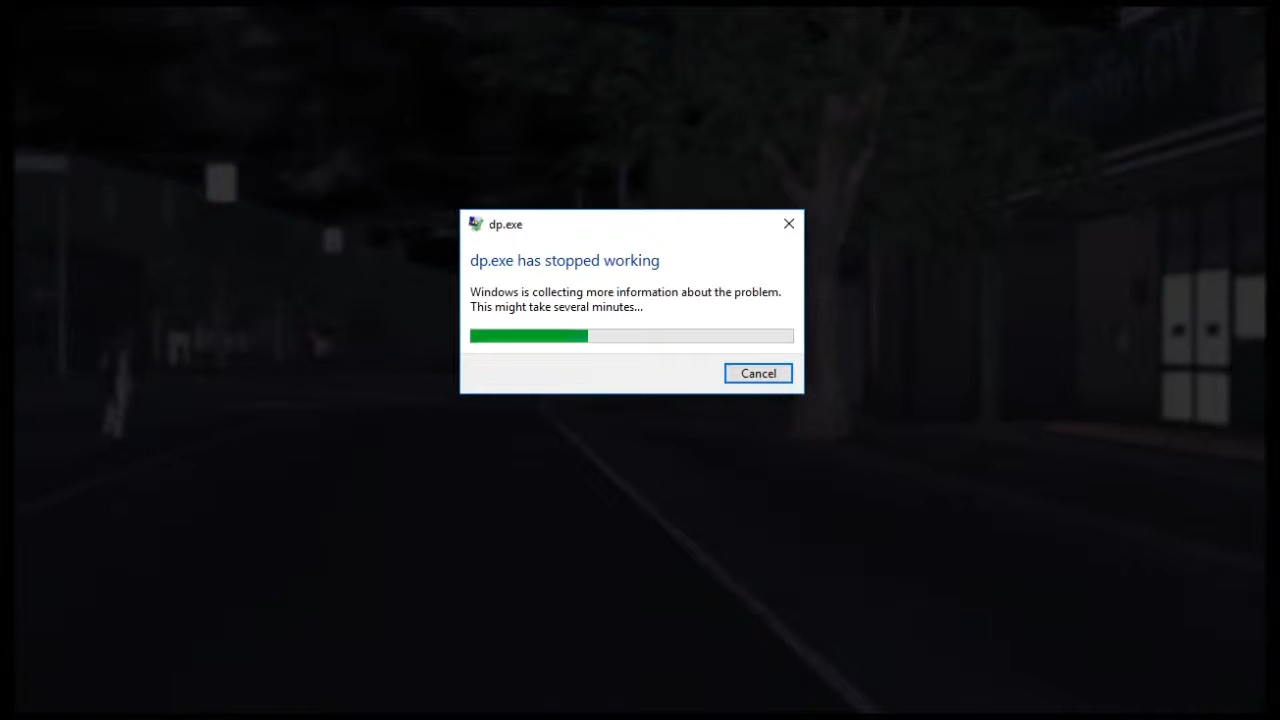 dp.exe
dp.exe has stopped working
Windows is collecting more information about the problem.
This might take several minutes...
Cancel